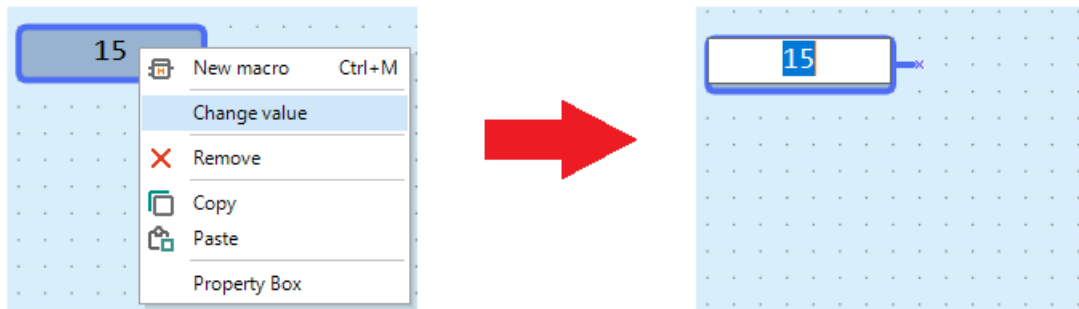 15
New macro Ctrl+M
Change value
Remove
Copy
Paste
Property Box
15